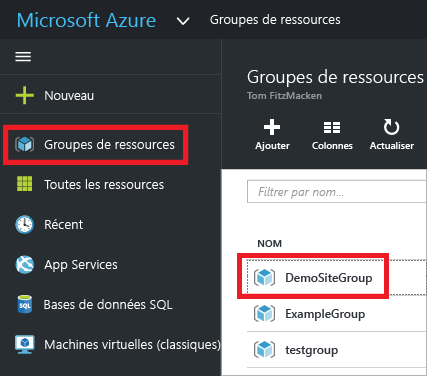 Microsoft Azure
Groupes de ressources
Nouveau
Groupes de ressources
Toutes les ressources
Récent
App Services
Bases de données SQL
Machines virtuelles (classiques)
Groupes de ressources
Tom FitzMacken
Ajouter
Colonnes
Actualiser
Filtrer par nom...
NOM
DemoSiteGroup
ExampleGroup
testgroup